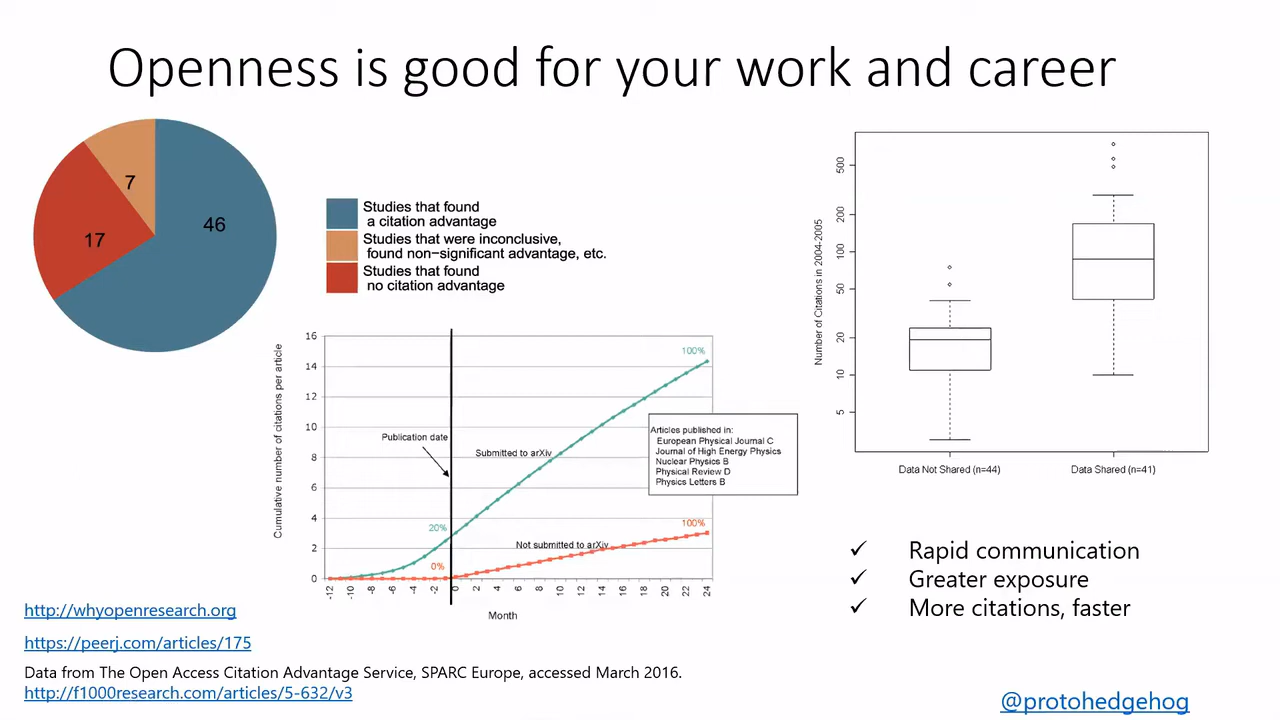 Openness is good for your work and career
46
17
7
Studies that found
a citation advantage
Studies that were inconclusive,
found non−significant advantage, etc.
Studies that found
no citation advantage
Cumulative number of citations per article
16
14
12
10
8
6
4
2
0
Publication date
Submitted to arXiv
Not submitted to arXiv
20%
0%
100%
100%
Articles published in:
European Physical Journal C
Journal of High Energy Physics
Nuclear Physics B
Physical Review D
Physics Letters B
-12 -10 -8 -6 -4 -2 0 2 4 6 8 10 12 14 16 18 20 22 24
Month
Number of Citations in 2004-2005
500
200
100
50
20
10
5
Data Not Shared (n=44)
Data Shared (n=41)
✓ Rapid communication
✓ Greater exposure
✓ More citations, faster
http://whyopenresearch.org
https://peerj.com/articles/175
Data from The Open Access Citation Advantage Service, SPARC Europe, accessed March 2016.
http://f1000research.com/articles/5-632/v3
@protohedgehog